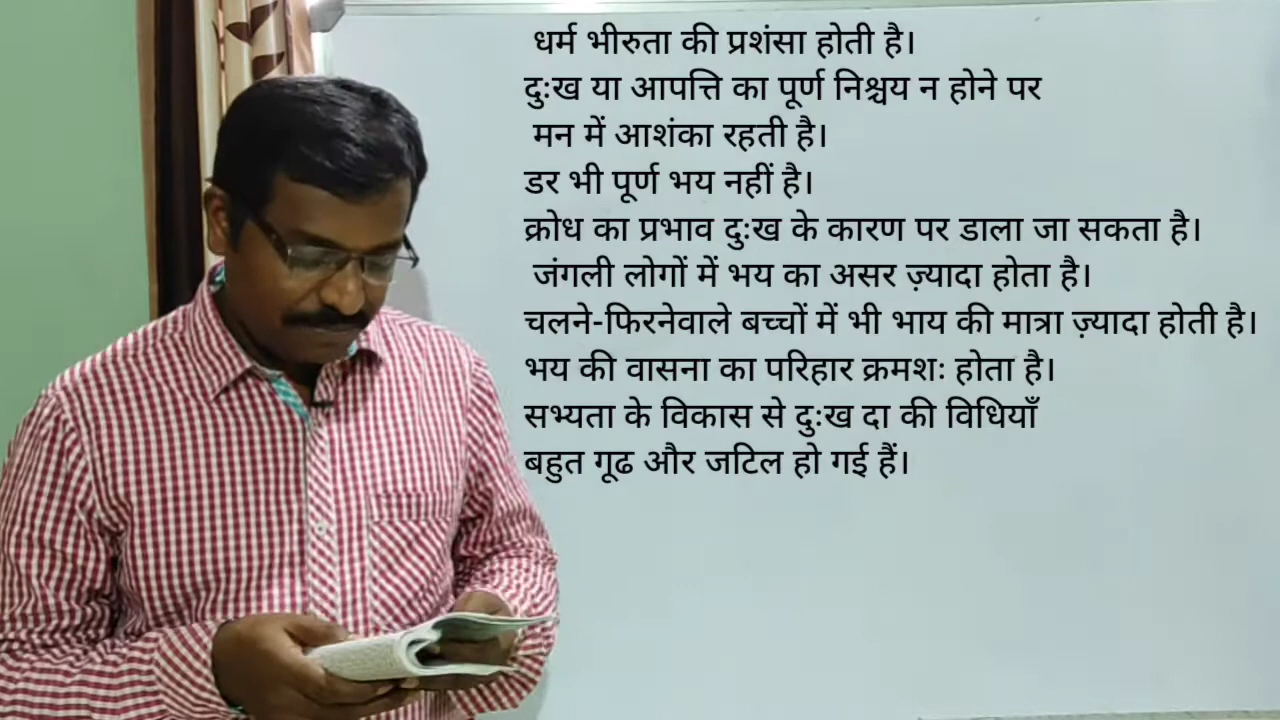 धर्म भीरुता की प्रशंसा होती है।
दुःख या आपत्ति का पूर्ण निश्चय न होने पर
मन में आशंका रहती है।
डर भी पूर्ण भय नहीं है।
क्रोध का प्रभाव दुःख के कारण पर डाला जा सकता है।
जंगली लोगों में भय का असर ज़्यादा होता है।
चलने-फिरनेवाले बच्चों में भी भाय की मात्रा ज़्यादा होती है।
भय की वासना का परिहार क्रमशः होता है।
सभ्यता के विकास से दुःख दा की विधियाँ
बहुत गूढ और जटिल हो गई हैं।